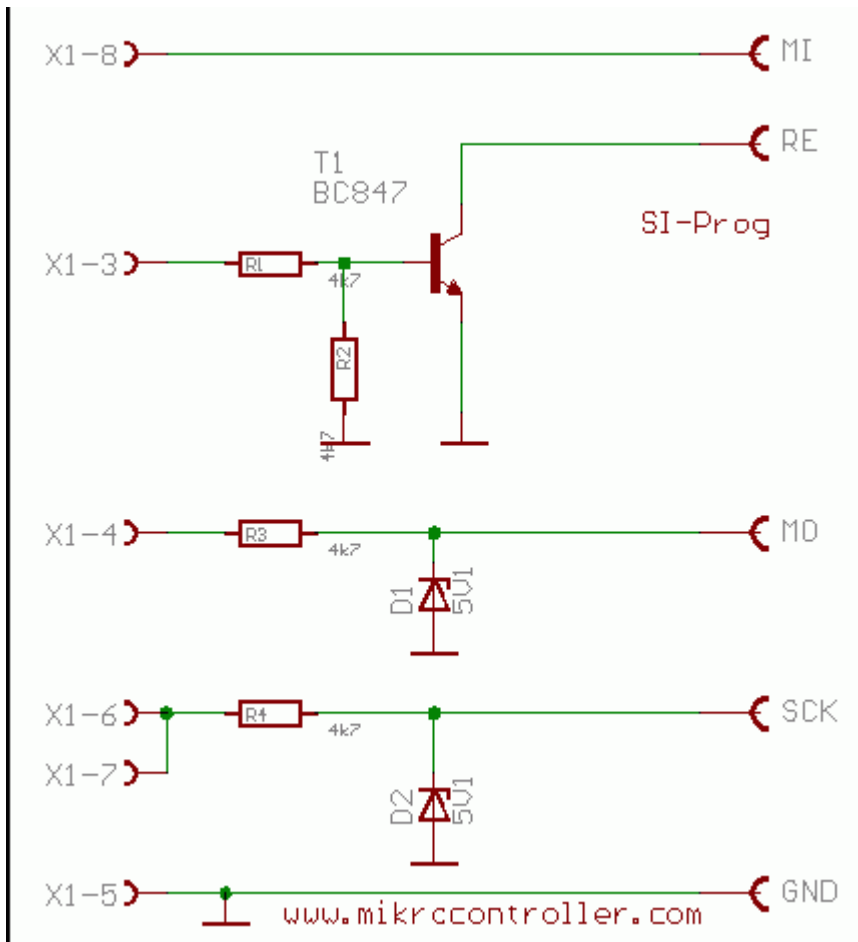 X1-8
MI
RE
T1
BC847
SI-Prog
X1-3
R1
4k7
R2
4k7
X1-4
R3
4k7
MO
D1
5V1
X1-6
R4
4k7
SCK
X1-7
D2
5V1
X1-5
GND
www.mikrccontroller.com